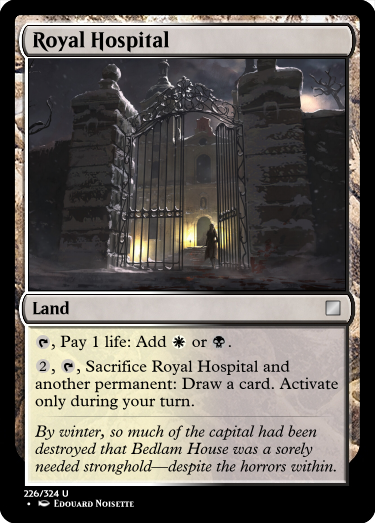 Royal Hospital
Land
, Pay 1 life: Add or .
2, , Sacrifice Royal Hospital and
another permanent: Draw a card. Activate
only during your turn.
By winter, so much of the capital had been
destroyed that Bedlam House was a sorely
needed stronghold—despite the horrors within.
226/324 U
• Edouard Noisette